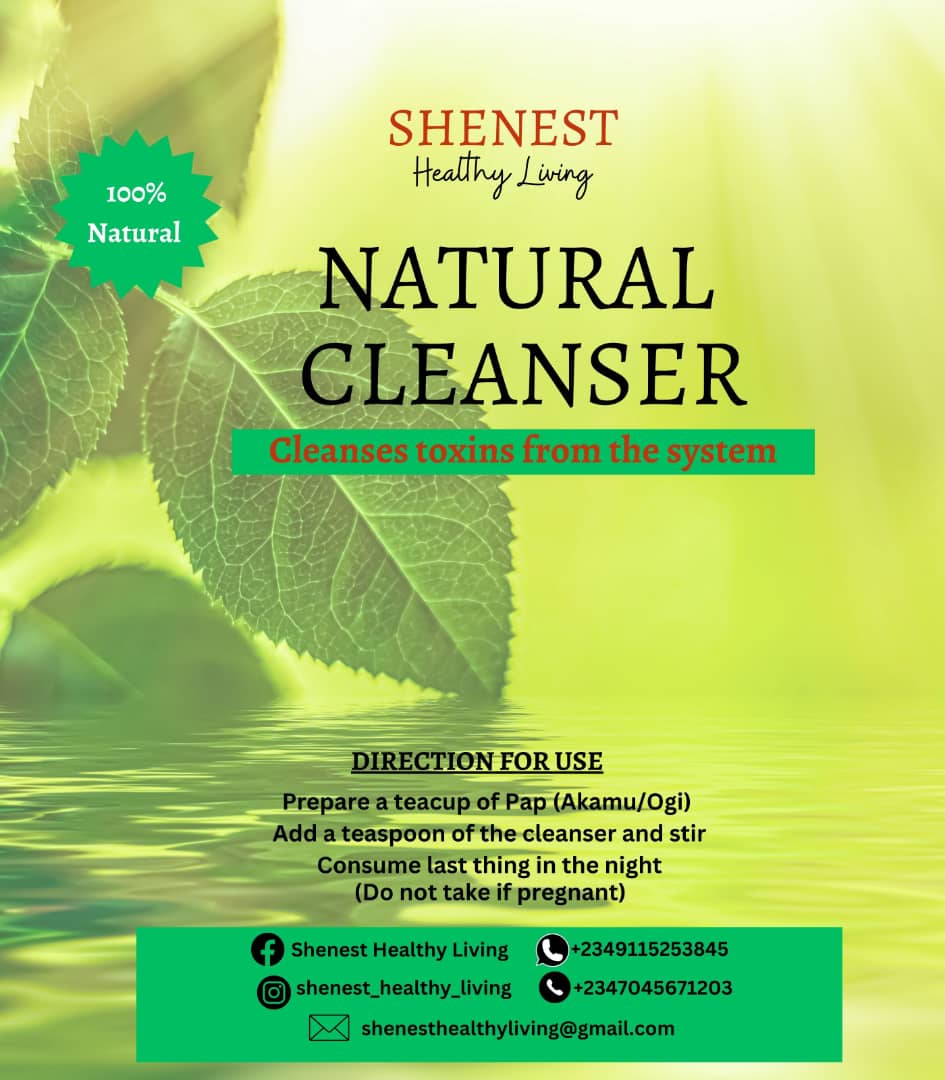 SHENEST
Healthy Living
100%
Natural
NATURAL
CLEANSER
Cleanses toxins from the system
DIRECTION FOR USE
Prepare a teacup of Pap (Akamu/Ogi)
Add a teaspoon of the cleanser and stir
Consume last thing in the night
(Do not take if pregnant)
Shenest Healthy Living
+2349115253845
shenest_healthy_living
+2347045671203
shenesthealthyliving@gmail.com